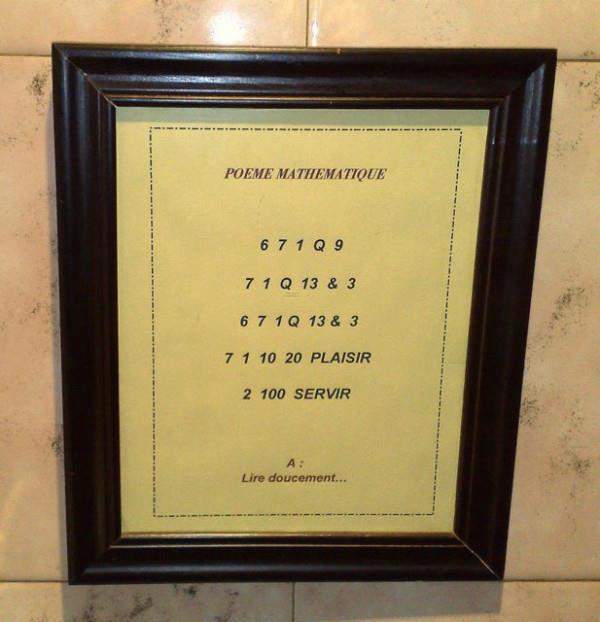 POEME MATHEMATIQUE
6 7 1 Q 9
7 1 Q 13 & 3
6 7 1 Q 13 & 3
7 1 10 20 PLAISIR
2 100 SERVIR
A :
Lire doucement...